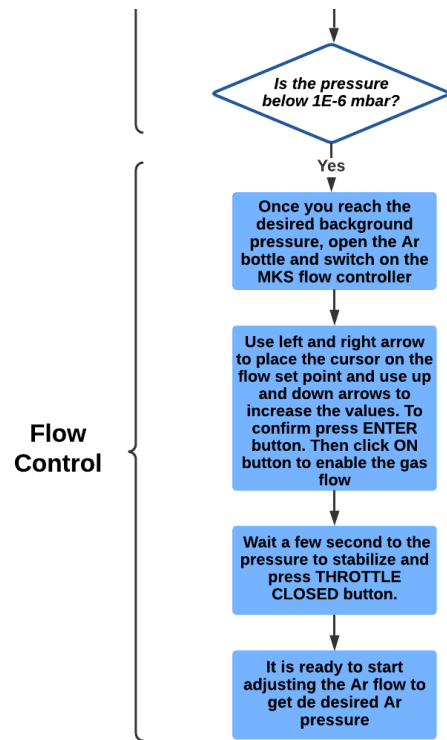 Is the pressure
below 1E-6 mbar?
Yes
Once you reach the
desired background
pressure, open the Ar
bottle and switch on the
MKS flow controller
Use left and right arrow
to place the cursor on the
flow set point and use up
and down arrows to
increase the values. To
confirm press ENTER
button. Then click ON
button to enable the gas
flow
Flow
Control
Wait a few second to the
pressure to stabilize and
press THROTTLE
CLOSED button.
It is ready to start
adjusting the Ar flow to
get de desired Ar
pressure